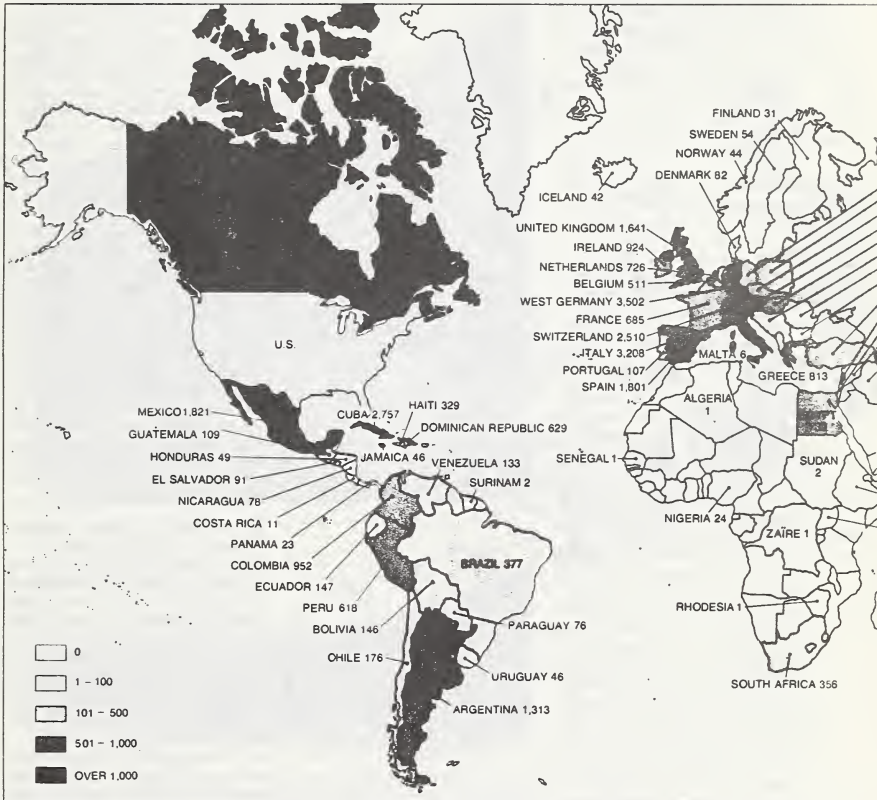 FINLAND 31
SWEDEN 54
NORWAY 44
DENMARK 82
ICELAND 42
UNITED KINGDOM 1,641
IRELAND 924
NETHERLANDS 726
BELGIUM 511
WEST GERMANY 3,502
FRANCE 685
SWITZERLAND 2,510
ITALY 3,208
MALTA 6
PORTUGAL 107
SPAIN 1,801
GREECE 813
U.S.
MEXICO 1,821
CUBA 2,757
HAITI 329
DOMINICAN REPUBLIC 629
GUATEMALA 109
HONDURAS 49
JAMAICA 46
VENEZUELA 133
EL SALVADOR 91
SURINAM 2
NICARAGUA 78
COSTA RICA 11
PANAMA 23
COLOMBIA 952
BRAZIL 377
ECUADOR 147
PERU 618
BOLIVIA 146
PARAGUAY 76
CHILE 176
URUGUAY 46
ARGENTINA 1,313
ALGERIA
1
SENEGAL 1
SUDAN
2
NIGERIA 24
ZAÏRE 1
RHODESIA 1
SOUTH AFRICA 356
0
1 – 100
101 – 500
501 – 1,000
OVER 1,000